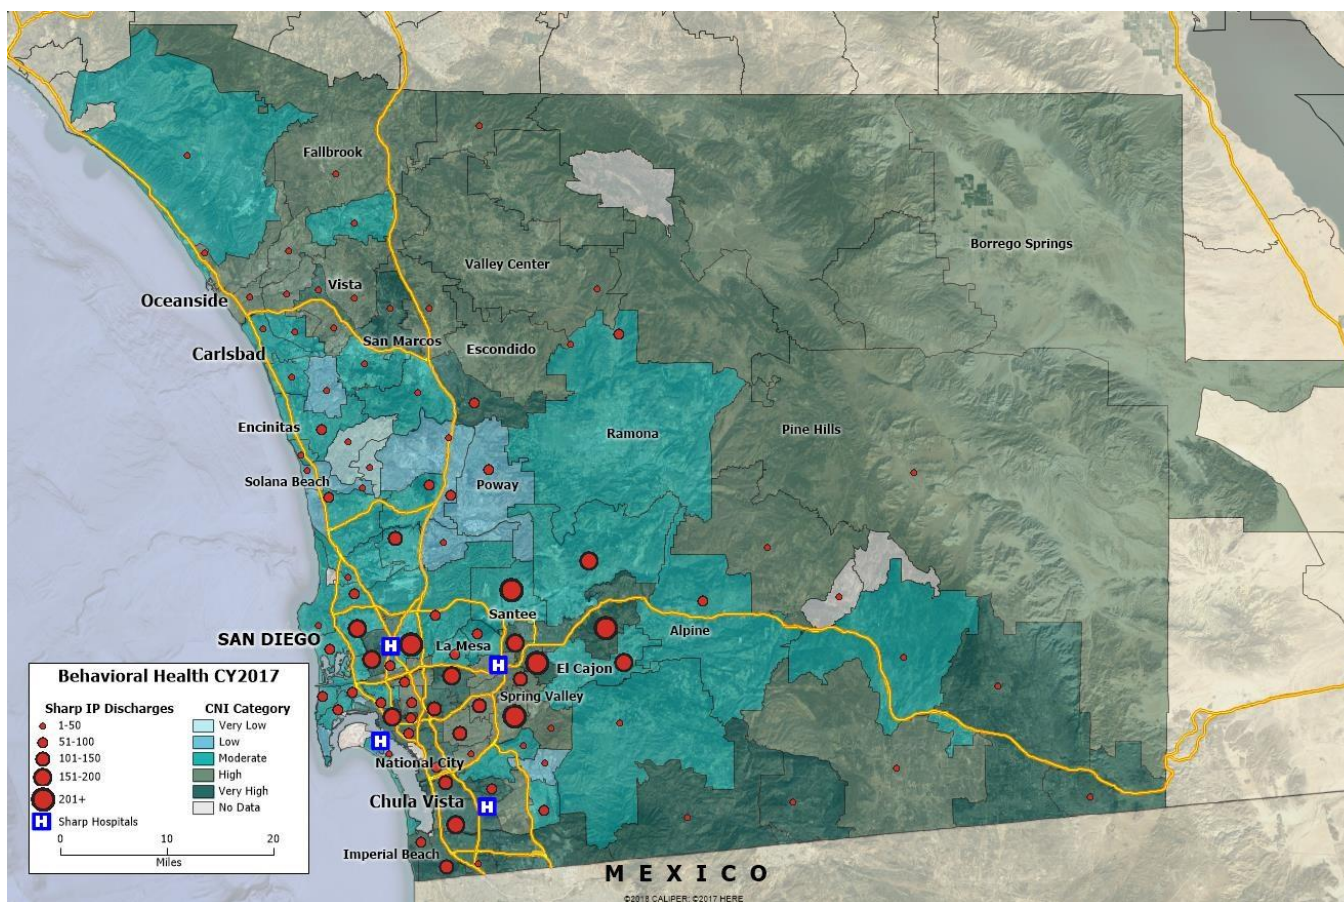 Fallbrook
Borrego Springs
Valley Center
Vista
Oceanside
San Marcos
Escondido
Carlsbad
Encinitas
Ramona
Pine Hills
Solana Beach
Poway
Santee
SAN DIEGO
La Mesa
Alpine
El Cajon
Spring Valley
National City
Chula Vista
Imperial Beach
MEXICO
H
H
H
H
Behavioral Health CY2017
Sharp IP Discharges
1-50
51-100
101-150
151-200
201+
H Sharp Hospitals
CNI Category
Very Low
Low
Moderate
High
Very High
No Data
0 10 20
Miles
©2018 CALIPER; ©2017 HERE